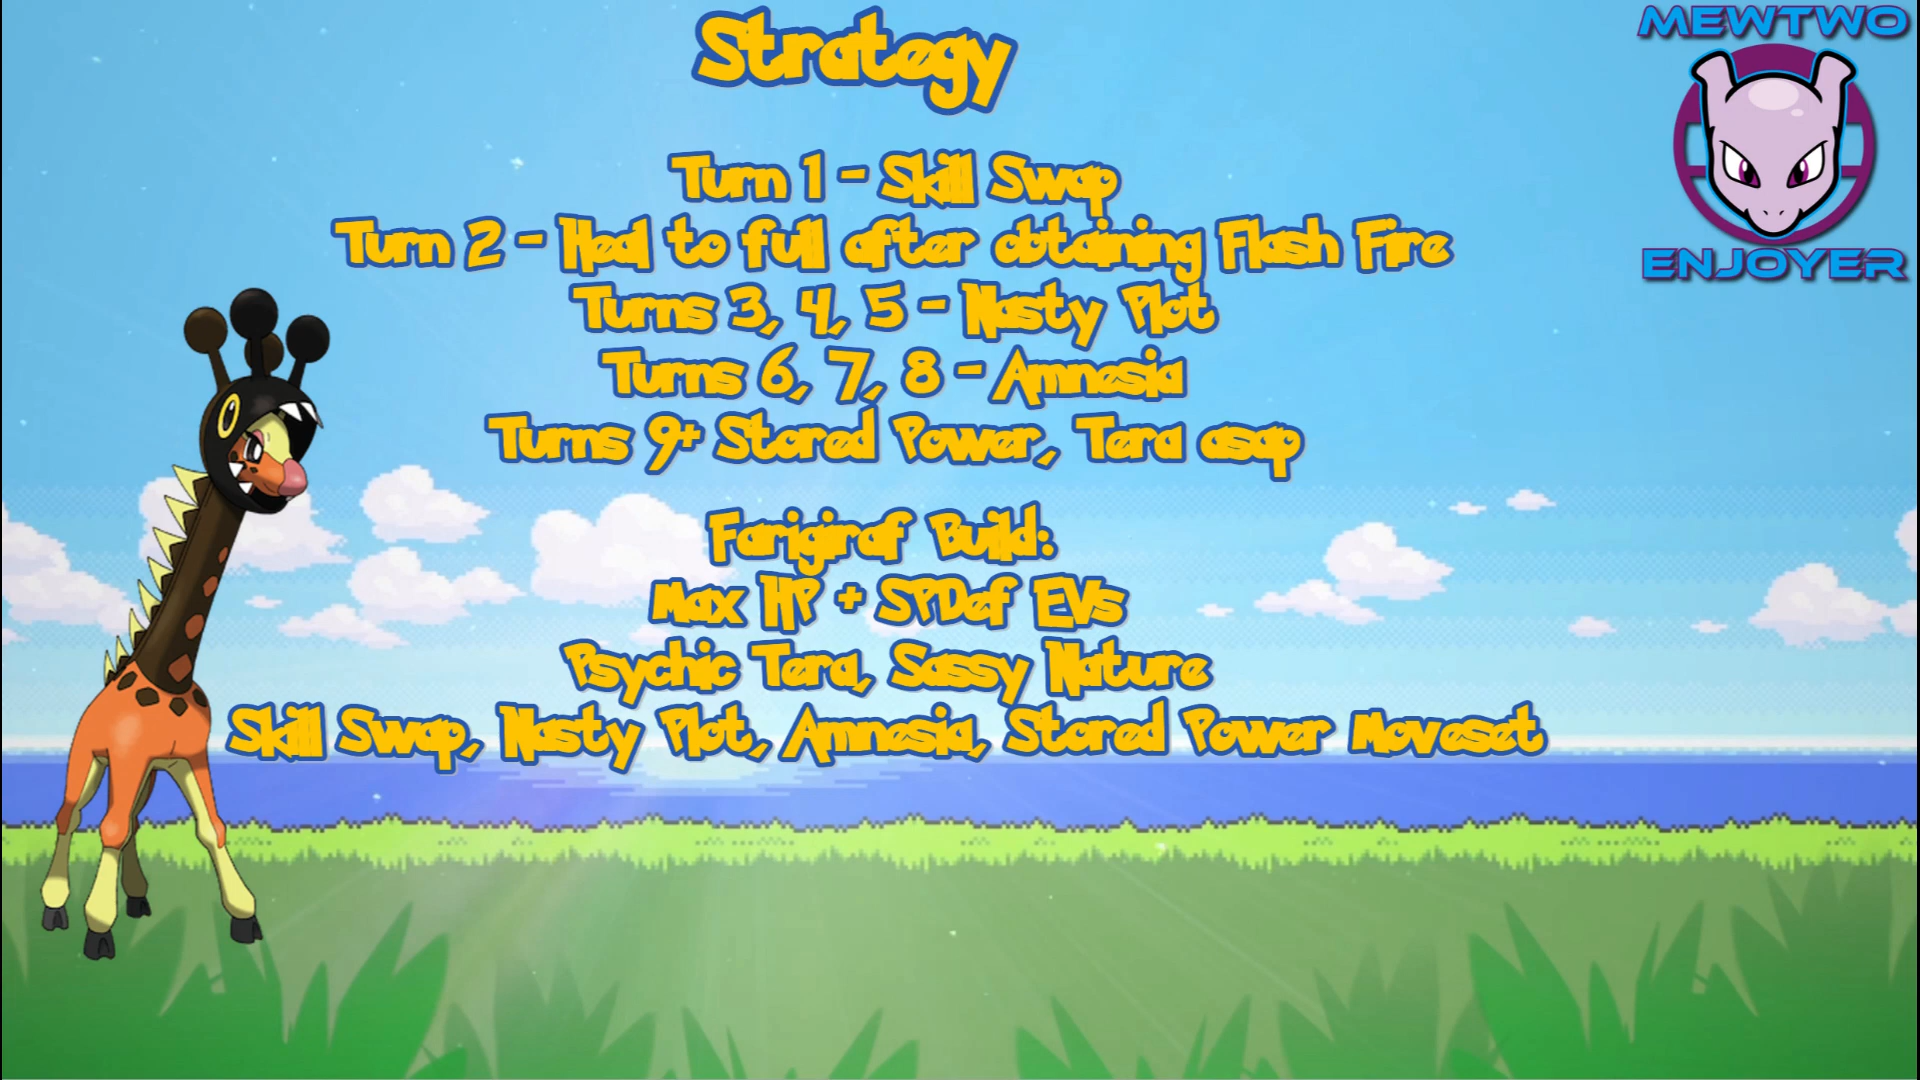 Strategy
MEWTWO
ENJOYER
Turn 1 - Skill Swap
Turn 2 - Heal to full after obtaining Flash Fire
Turns 3, 4, 5 - Nasty Plot
Turns 6, 7, 8 - Amnesia
Turns 9+ Stored Power, Tera asap
Farigiraf Build:
Max HP + SPDef EVs
Psychic Tera, Sassy Nature
Skill Swap, Nasty Plot, Amnesia, Stored Power Moveset